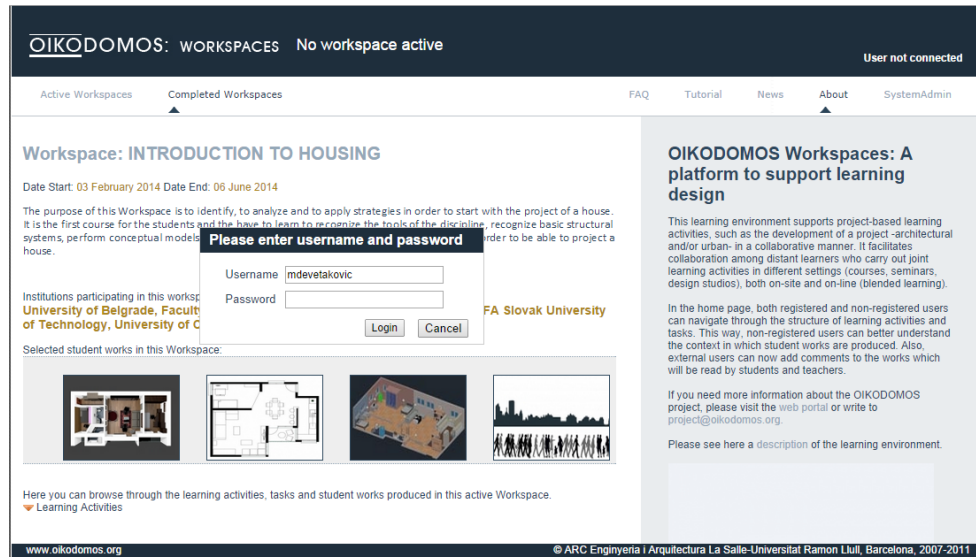 OIKODOMOS: WORKSPACES No workspace active
User not connected
Active Workspaces Completed Workspaces FAQ Tutorial News About SystemAdmin
Workspace: INTRODUCTION TO HOUSING
Date Start: 03 February 2014 Date End: 06 June 2014
The purpose of this Workspace is to identify, to analyze and to apply strategies in order to start with the project of a house.
It is the first course for the students and the have to learn to recognize the tools of the discipline, recognize basic structural
systems, perform conceptual models order to be able to project a
house.
Please enter username and password
Username mdevetakovic
Password
Login Cancel
Institutions participating in this
University of Belgrade, FA Slovak University
of Technology, University of
Selected student works in this Workspace:
Here you can browse through the learning activities, tasks and student works produced in this active Workspace.
Learning Activities
OIKODOMOS Workspaces: A
platform to support learning
design
This learning environment supports project-based learning
activities, such as the development of a project -architectural
and/or urban- in a collaborative manner. It facilitates
collaboration among distant learners who carry out joint
learning activities in different settings (courses, seminars,
design studios), both on-site and on-line (blended learning).
In the home page, both registered and non-registered users
can navigate through the structure of learning activities and
tasks. This way, non-registered users can better understand
the context in which student works are produced. Also,
external users can now add comments to the works which
will be read by students and teachers.
If you need more information about the OIKODOMOS
project, please visit the web portal or write to
project@oikodomos.org.
Please see here a description of the learning environment.
www.oikodomos.org © ARC Enginyeria i Arquitectura La Salle-Universitat Ramon Llull, Barcelona, 2007-2011